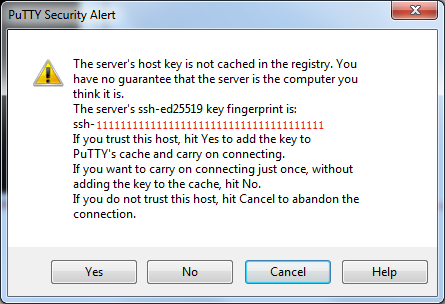 PuTTY Security Alert
The server's host key is not cached in the registry. You
have no guarantee that the server is the computer you
think it is.
The server's ssh-ed25519 key fingerprint is:
ssh-11111111111111111111111111111111111111
If you trust this host, hit Yes to add the key to
PuTTY's cache and carry on connecting.
If you want to carry on connecting just once, without
adding the key to the cache, hit No.
If you do not trust this host, hit Cancel to abandon the
connection.
Yes No Cancel Help